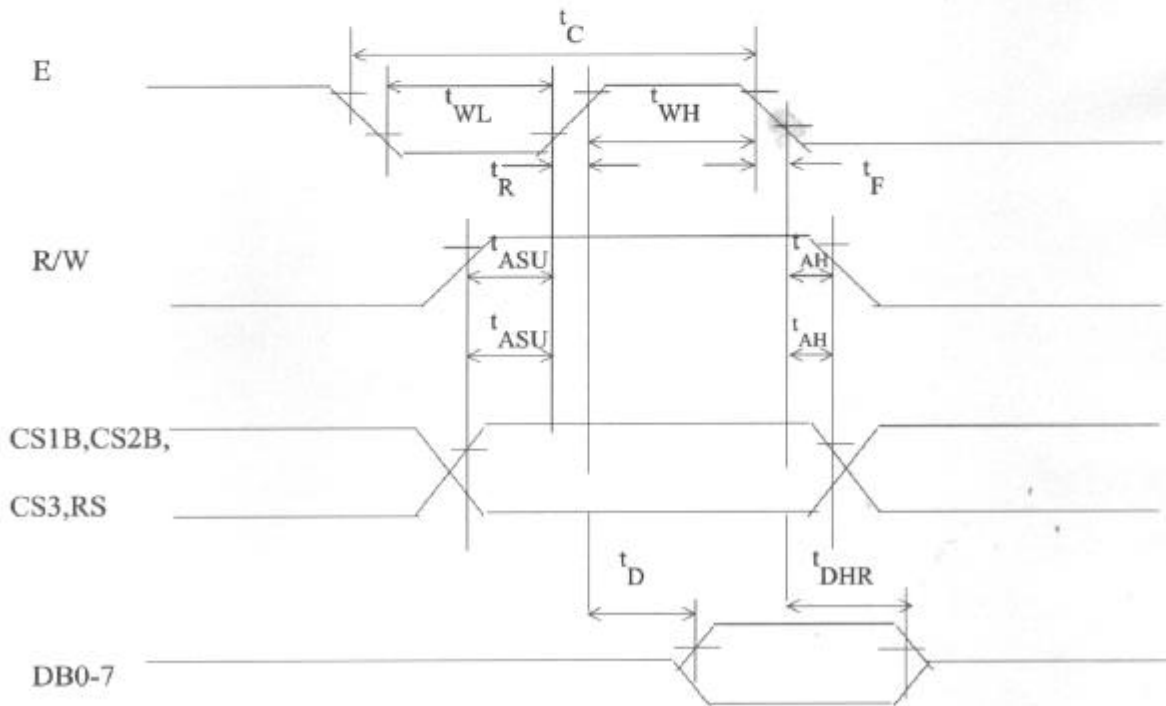 t C
E
t WL
t WH
t R
t F
R/W
t ASU
t AH
t ASU
t AH
CS1B,CS2B,
CS3,RS
t D
t DHR
DB0-7